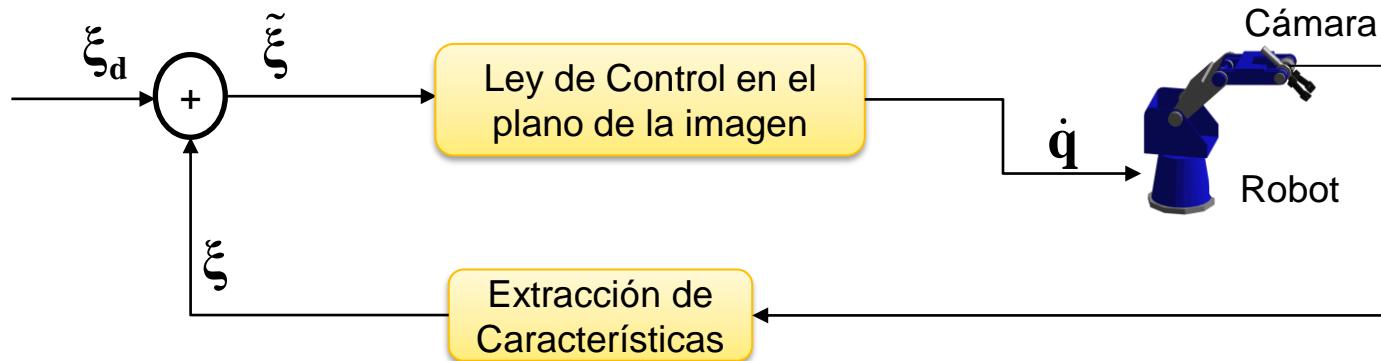 Cámara
ξd
ξ̃
+
Ley de Control en el
plano de la imagen
q̇
Robot
ξ
Extracción de
Características